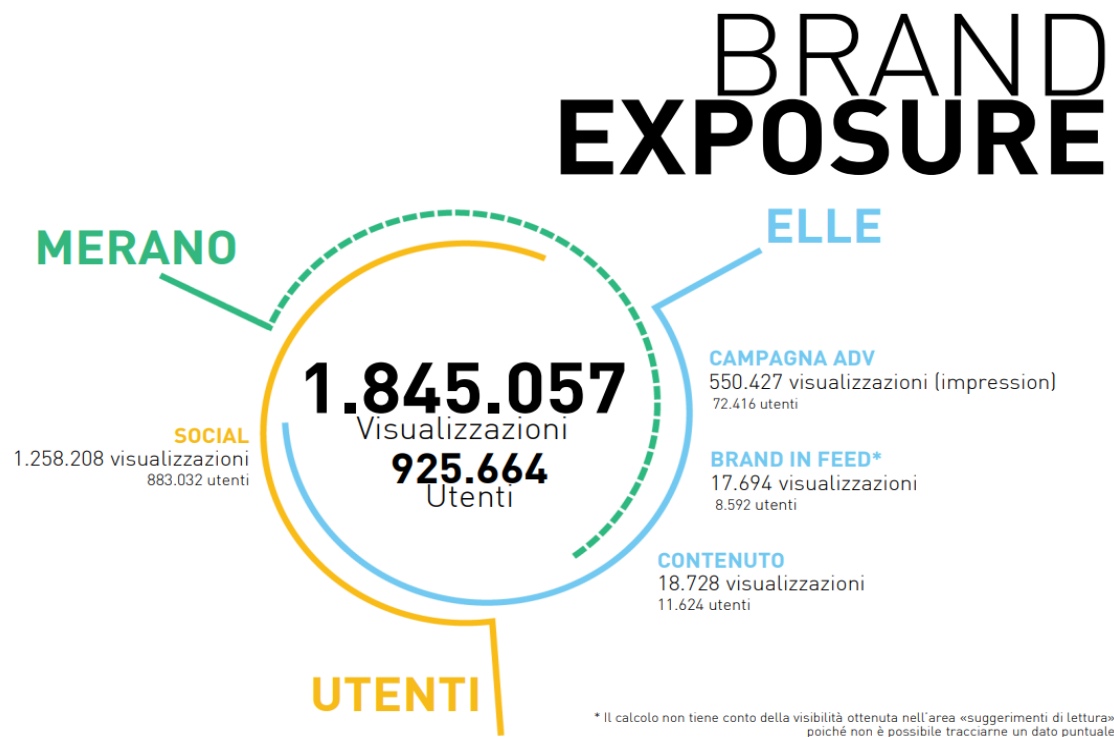 BRAND
EXPOSURE
MERANO
ELLE
1.845.057
Visualizzazioni
925.664
Utenti
SOCIAL
1.258.208 visualizzazioni
883.032 utenti
CAMPAGNA ADV
550.427 visualizzazioni (impression)
72.416 utenti
BRAND IN FEED*
17.694 visualizzazioni
8.592 utenti
CONTENUTO
18.728 visualizzazioni
11.624 utenti
UTENTI
* Il calcolo non tiene conto della visibilità ottenuta nell'area «suggerimenti di lettura»
poiché non è possibile tracciarne un dato puntuale